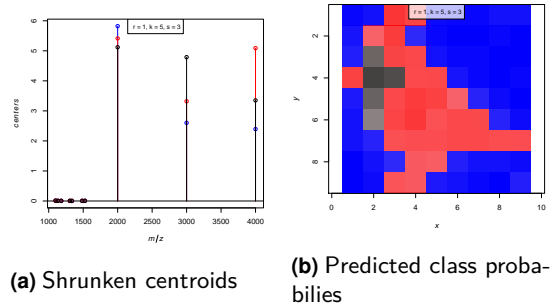 r = 1, k = 5, s = 3
centers
0 1 2 3 4 5
1000 1500 2000 2500 3000 3500 4000
m/z
(a) Shrunken centroids
r = 1, k = 5, s = 3
y
2 4 6 8
0 2 4 6 8 10
x
(b) Predicted class proba-
bilies